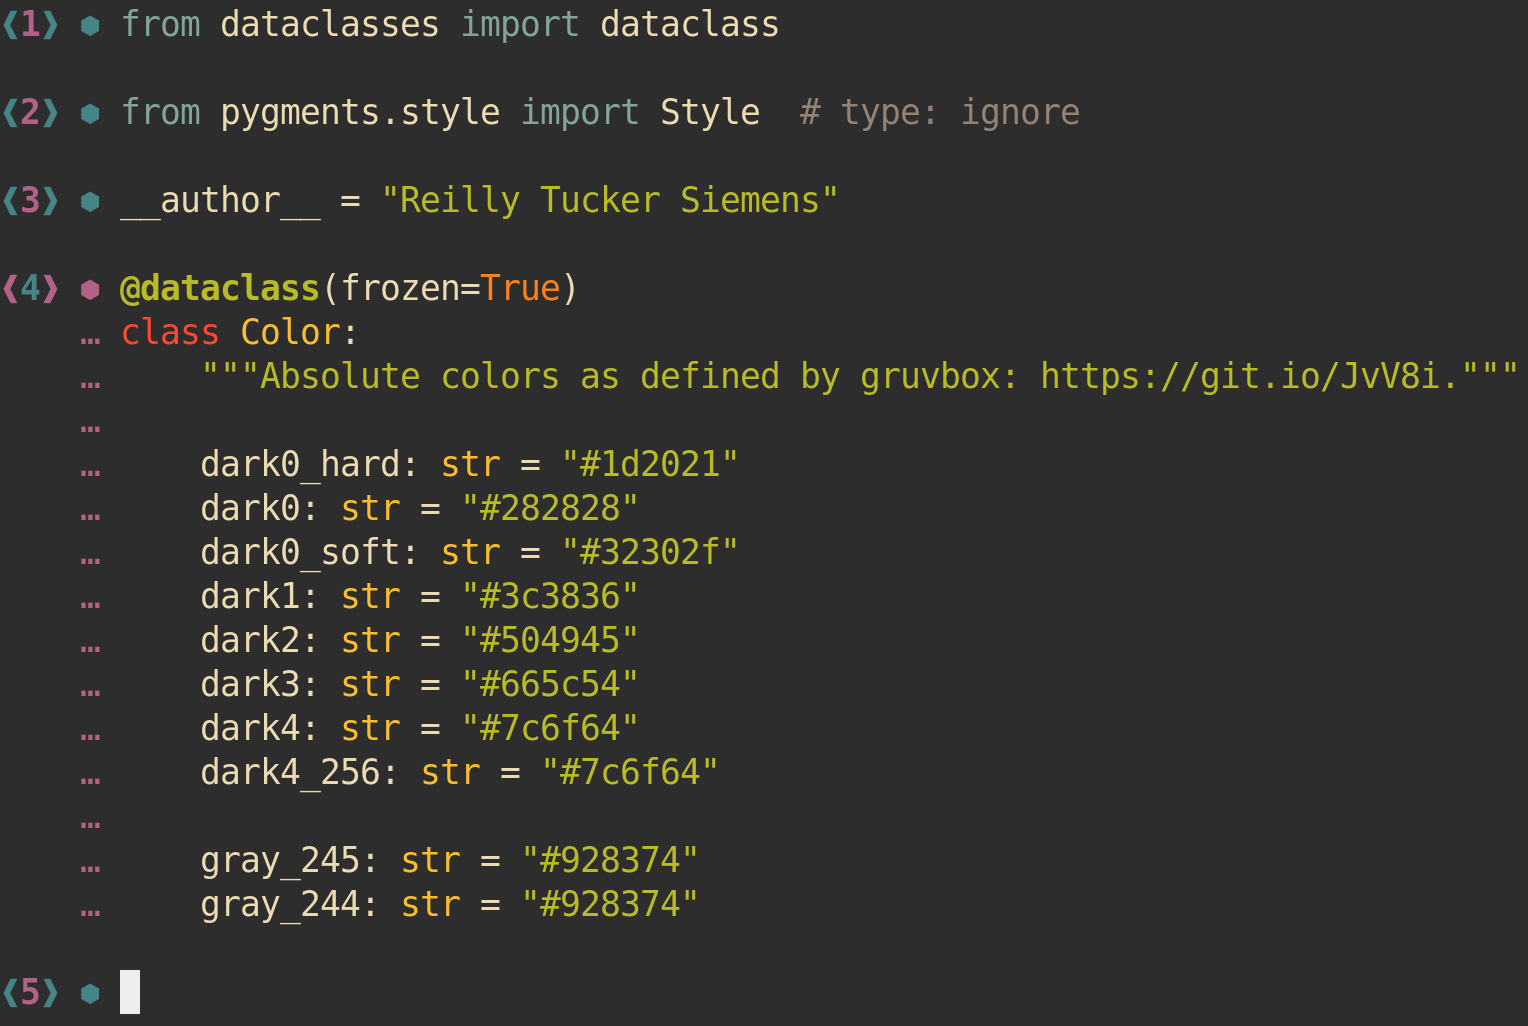 ❰1❱ ⬢ from dataclasses import dataclass
❰2❱ ⬢ from pygments.style import Style  # type: ignore
❰3❱ ⬢ __author__ = "Reilly Tucker Siemens"
❰4❱ ⬢ @dataclass(frozen=True)
    … class Color:
    …     """Absolute colors as defined by gruvbox: https://git.io/JvV8i."""
    …
    …     dark0_hard: str = "#1d2021"
    …     dark0: str = "#282828"
    …     dark0_soft: str = "#32302f"
    …     dark1: str = "#3c3836"
    …     dark2: str = "#504945"
    …     dark3: str = "#665c54"
    …     dark4: str = "#7c6f64"
    …     dark4_256: str = "#7c6f64"
    …
    …     gray_245: str = "#928374"
    …     gray_244: str = "#928374"
❰5❱ ⬢